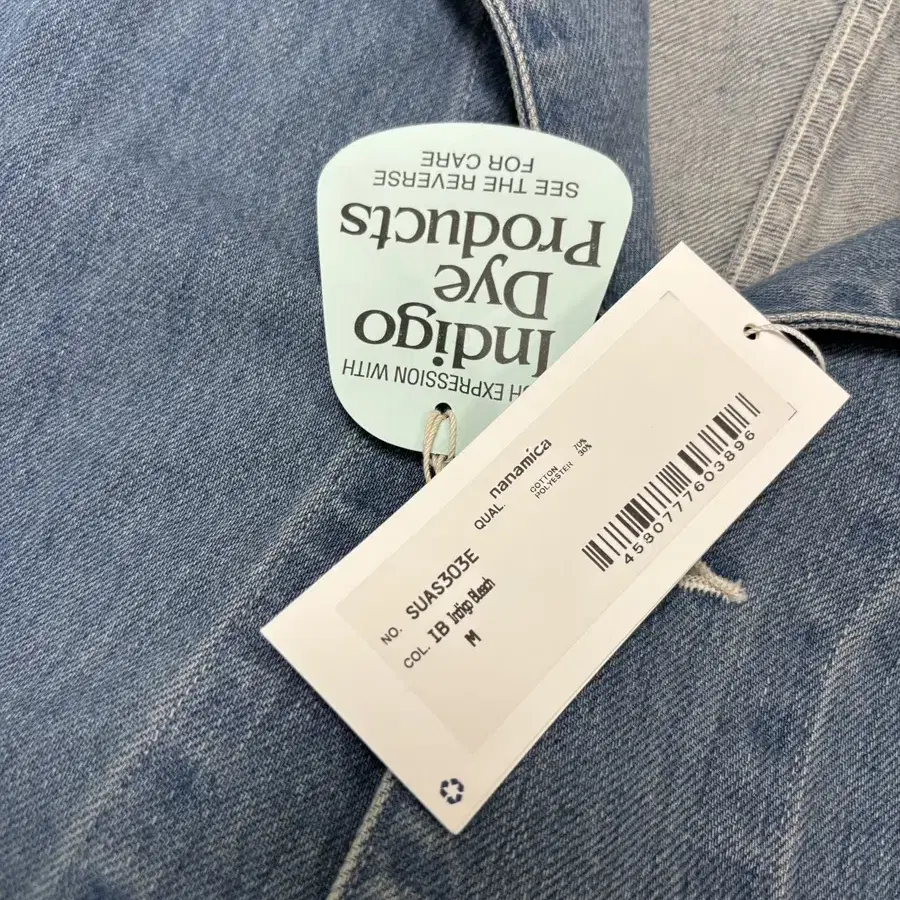 EXPRESSION WITH
Indigo
Dye
Products
SEE THE REVERSE
FOR CARE
nanamica
QUAL. COTTON 70%
POLYESTER 30%
4580777603896
NO. SUAS303E
COL. IB Indigo Bleach
M